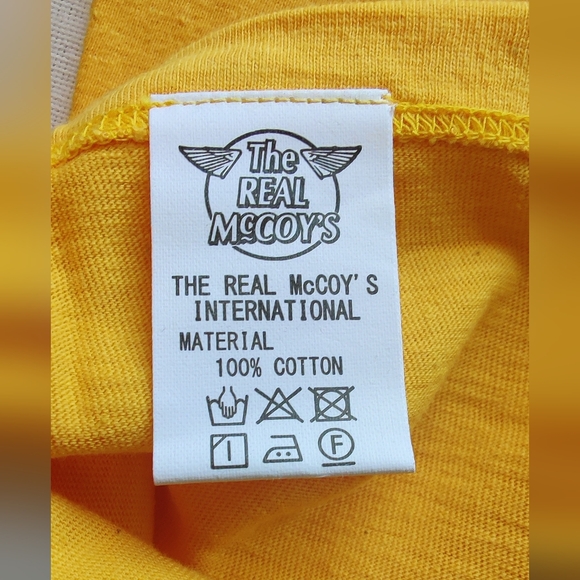 The
REAL
McCOY'S
THE REAL McCOY'S
INTERNATIONAL
MATERIAL
100% COTTON
F